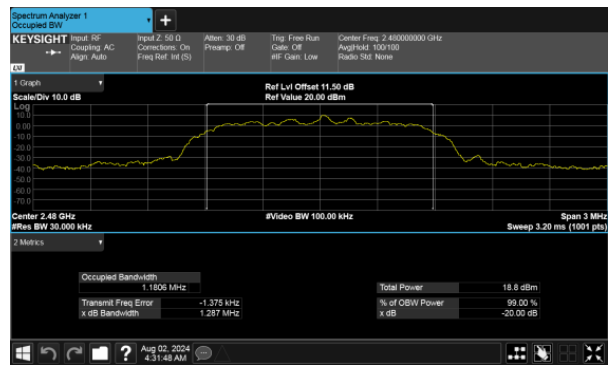 Spectrum Analyzer 1
Occupied BW
+
KEYSIGHT Input: RF Input Z: 50 Ω Atten: 30 dB Trig: Free Run Center Freq: 2.480000000 GHz
Coupling: AC Corrections: On Preamp: Off Gate: Off Avg|Hold: 100/100
Align: Auto Freq Ref: Int (S) #IF Gain: Low Radio Std: None
LXI
1 Graph Ref Lvl Offset 11.50 dB
Scale/Div 10.0 dB Ref Value 20.00 dBm
Log
10.0
0.00
-10.0
-20.0
-30.0
-40.0
-50.0
-60.0
-70.0
Center 2.48 GHz #Video BW 100.00 kHz Span 3 MHz
#Res BW 30.000 kHz Sweep 3.20 ms (1001 pts)
2 Metrics
Occupied Bandwidth
1.1806 MHz Total Power 18.8 dBm
Transmit Freq Error -1.375 kHz % of OBW Power 99.00 %
x dB Bandwidth 1.287 MHz x dB -20.00 dB
? Aug 02, 2024
4:31:48 AM